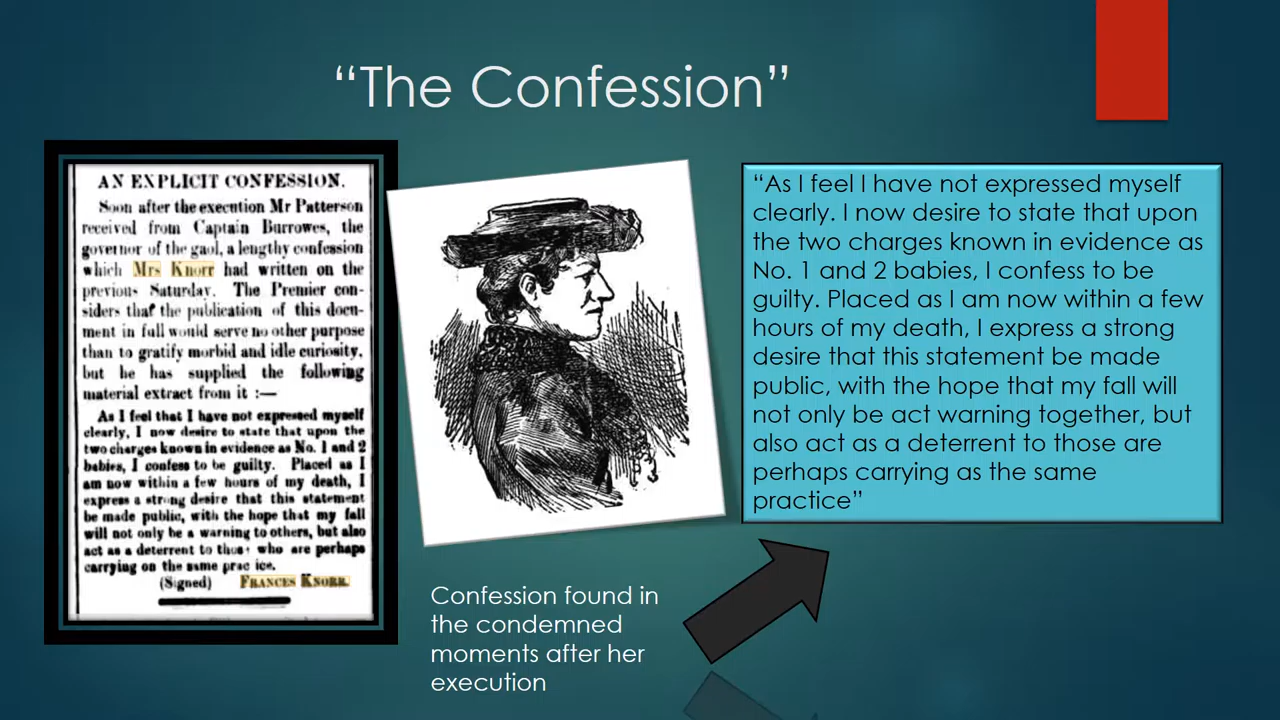 “The Confession”
AN EXPLICIT CONFESSION.
Soon after the execution Mr Patterson
received from Captain Burrowes, the
governor of the gaol, a lengthy confession
which Mrs Knorr had written on the
previous Saturday. The Premier con-
siders that the publication of this docu-
ment in full would serve no other purpose
than to gratify morbid and idle curiosity,
but he has supplied the following
material extract from it :—
As I feel that I have not expressed myself
clearly, I now desire to state that upon the
two charges known in evidence as No. 1 and 2
babies, I confess to be guilty. Placed as I
am now within a few hours of my death, I
express a strong desire that this statement
be made public, with the hope that my fall
will not only be a warning to others, but also
act as a deterrent to those who are perhaps
carrying on the same prac ice.
(Signed) FRANCES KNORR.
“As I feel I have not expressed myself
clearly. I now desire to state that upon
the two charges known in evidence as
No. 1 and 2 babies, I confess to be
guilty. Placed as I am now within a few
hours of my death, I express a strong
desire that this statement be made
public, with the hope that my fall will
not only be act warning together, but
also act as a deterrent to those are
perhaps carrying as the same
practice”
Confession found in
the condemned
moments after her
execution